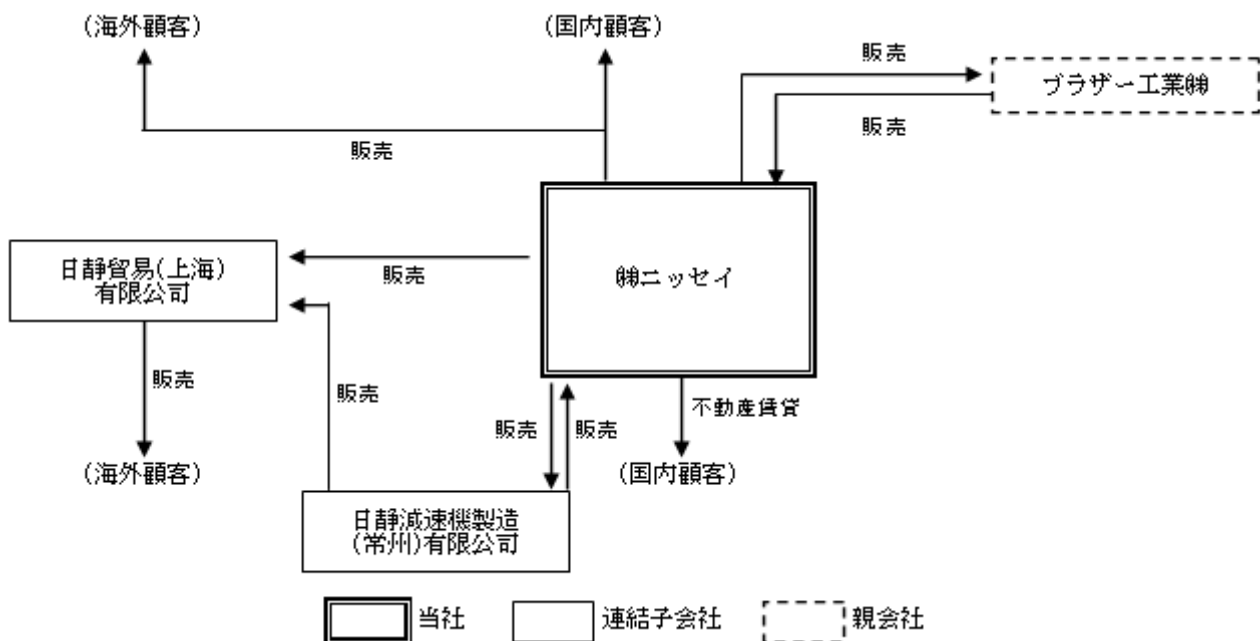 (海外顧客)
(国内顧客)
販売
ブラザー工業㈱
販売
販売
日静貿易(上海)
有限公司
販売
㈱ニッセイ
販売
販売
不動産賃貸
販売
販売
(海外顧客)
(国内顧客)
日静減速機製造
(常州)有限公司
当社
連結子会社
親会社